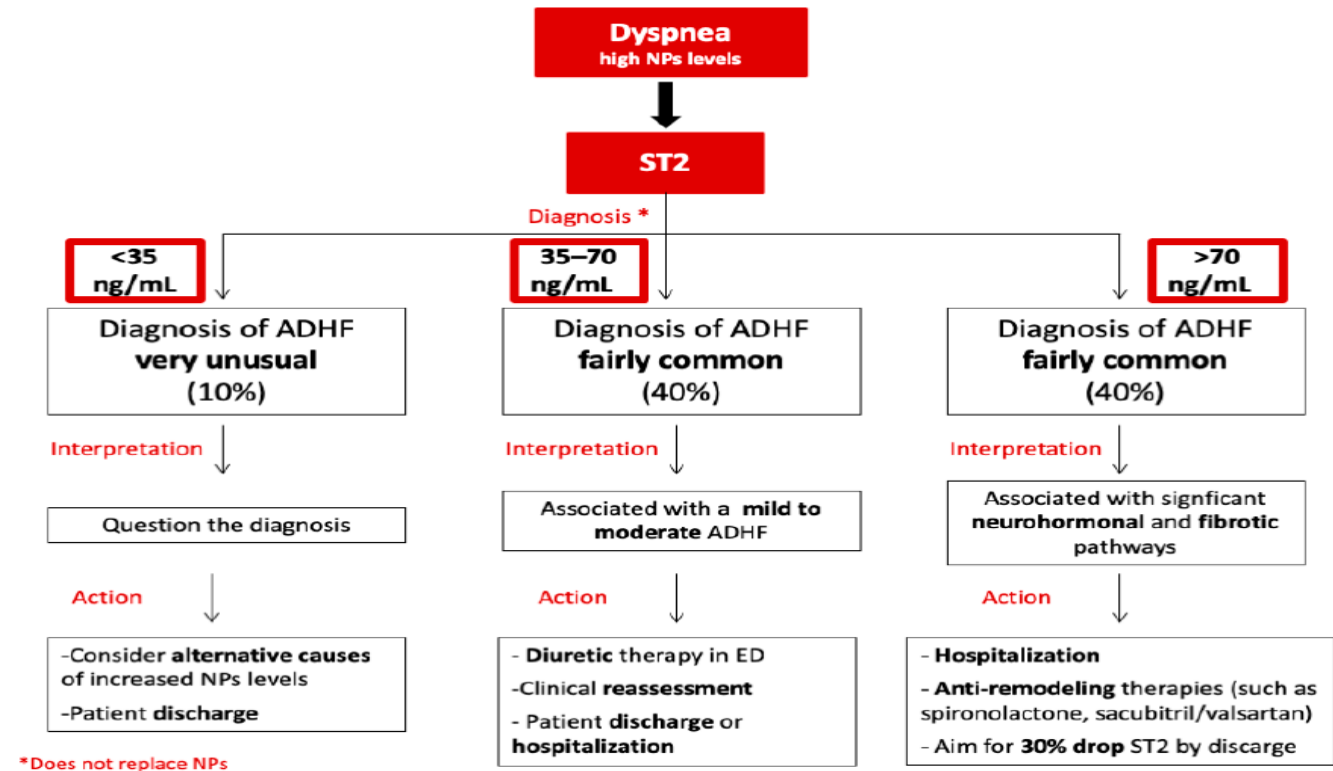 Dyspnea
high NPs levels
ST2
Diagnosis *
<35
ng/mL
35–70
ng/mL
>70
ng/mL
Diagnosis of ADHF
very unusual
(10%)
Diagnosis of ADHF
fairly common
(40%)
Diagnosis of ADHF
fairly common
(40%)
Interpretation
Interpretation
Interpretation
Question the diagnosis
Associated with a mild to
moderate ADHF
Associated with signficant
neurohormonal and fibrotic
pathways
Action
Action
Action
-Consider alternative causes
of increased NPs levels
-Patient discharge
- Diuretic therapy in ED
-Clinical reassessment
- Patient discharge or
hospitalization
- Hospitalization
- Anti-remodeling therapies (such as
spironolactone, sacubitril/valsartan)
- Aim for 30% drop ST2 by discarge
*Does not replace NPs